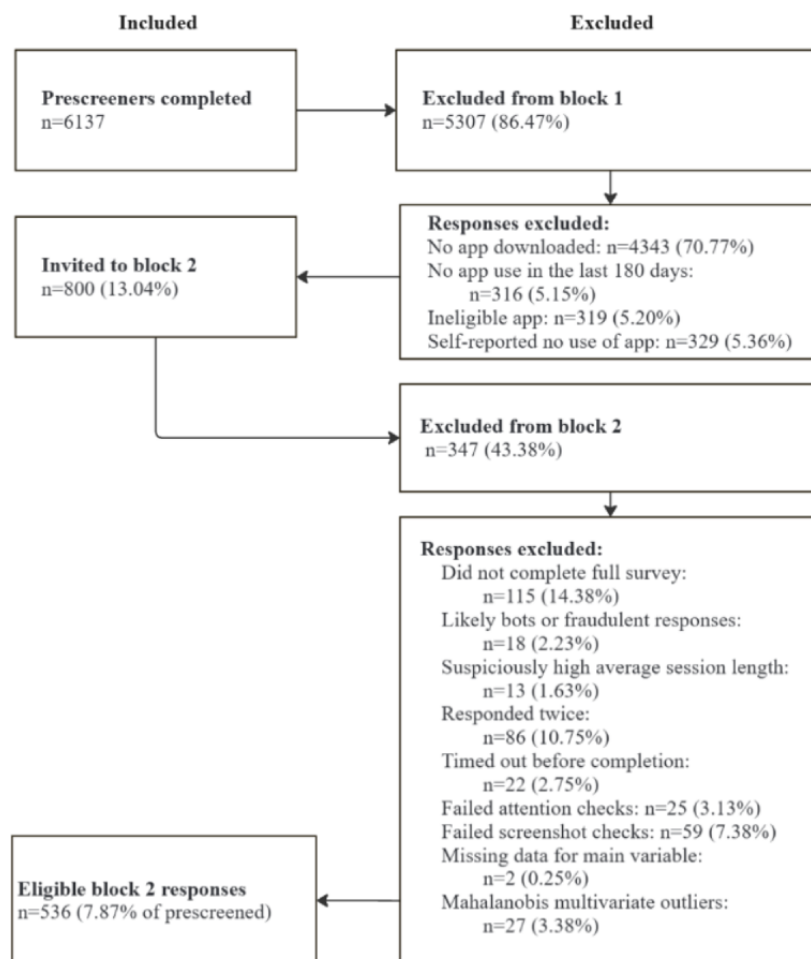 Included
Excluded
Prescreeners completed
n=6137
Excluded from block 1
n=5307 (86.47%)
Responses excluded:
No app downloaded: n=4343 (70.77%)
No app use in the last 180 days:
n=316 (5.15%)
Ineligible app: n=319 (5.20%)
Self-reported no use of app: n=329 (5.36%)
Invited to block 2
n=800 (13.04%)
Excluded from block 2
n=347 (43.38%)
Responses excluded:
Did not complete full survey:
n=115 (14.38%)
Likely bots or fraudulent responses:
n=18 (2.23%)
Suspiciously high average session length:
n=13 (1.63%)
Responded twice:
n=86 (10.75%)
Timed out before completion:
n=22 (2.75%)
Failed attention checks: n=25 (3.13%)
Failed screenshot checks: n=59 (7.38%)
Missing data for main variable:
n=2 (0.25%)
Mahalanobis multivariate outliers:
n=27 (3.38%)
Eligible block 2 responses
n=536 (7.87% of prescreened)